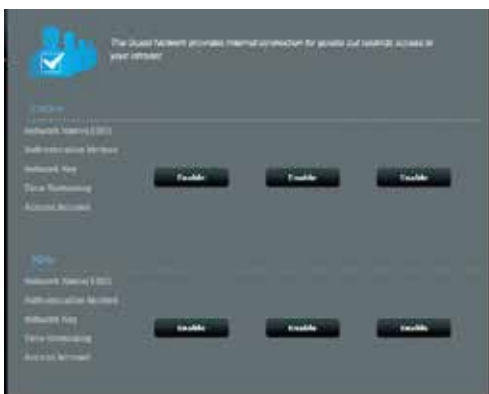 The Guest Network provides Internet connection for guests but restricts access to
your intranet.
Network Name(SSID)
Authentication Method
Network Key
Time Remaining
Access Intranet
Enable Enable Enable
5GHz
Network Name(SSID)
Authentication Method
Network Key
Time Remaining
Access Intranet
Enable Enable Enable